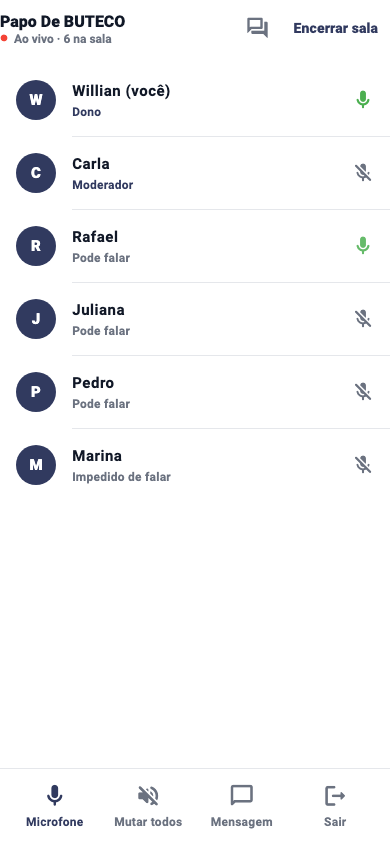 Papo De BUTECO
Ao vivo · 6 na sala
Encerrar sala
W
Willian (você)
Dono
C
Carla
Moderador
R
Rafael
Pode falar
J
Juliana
Pode falar
P
Pedro
Pode falar
M
Marina
Impedido de falar
Microfone
Mutar todos
Mensagem
Sair